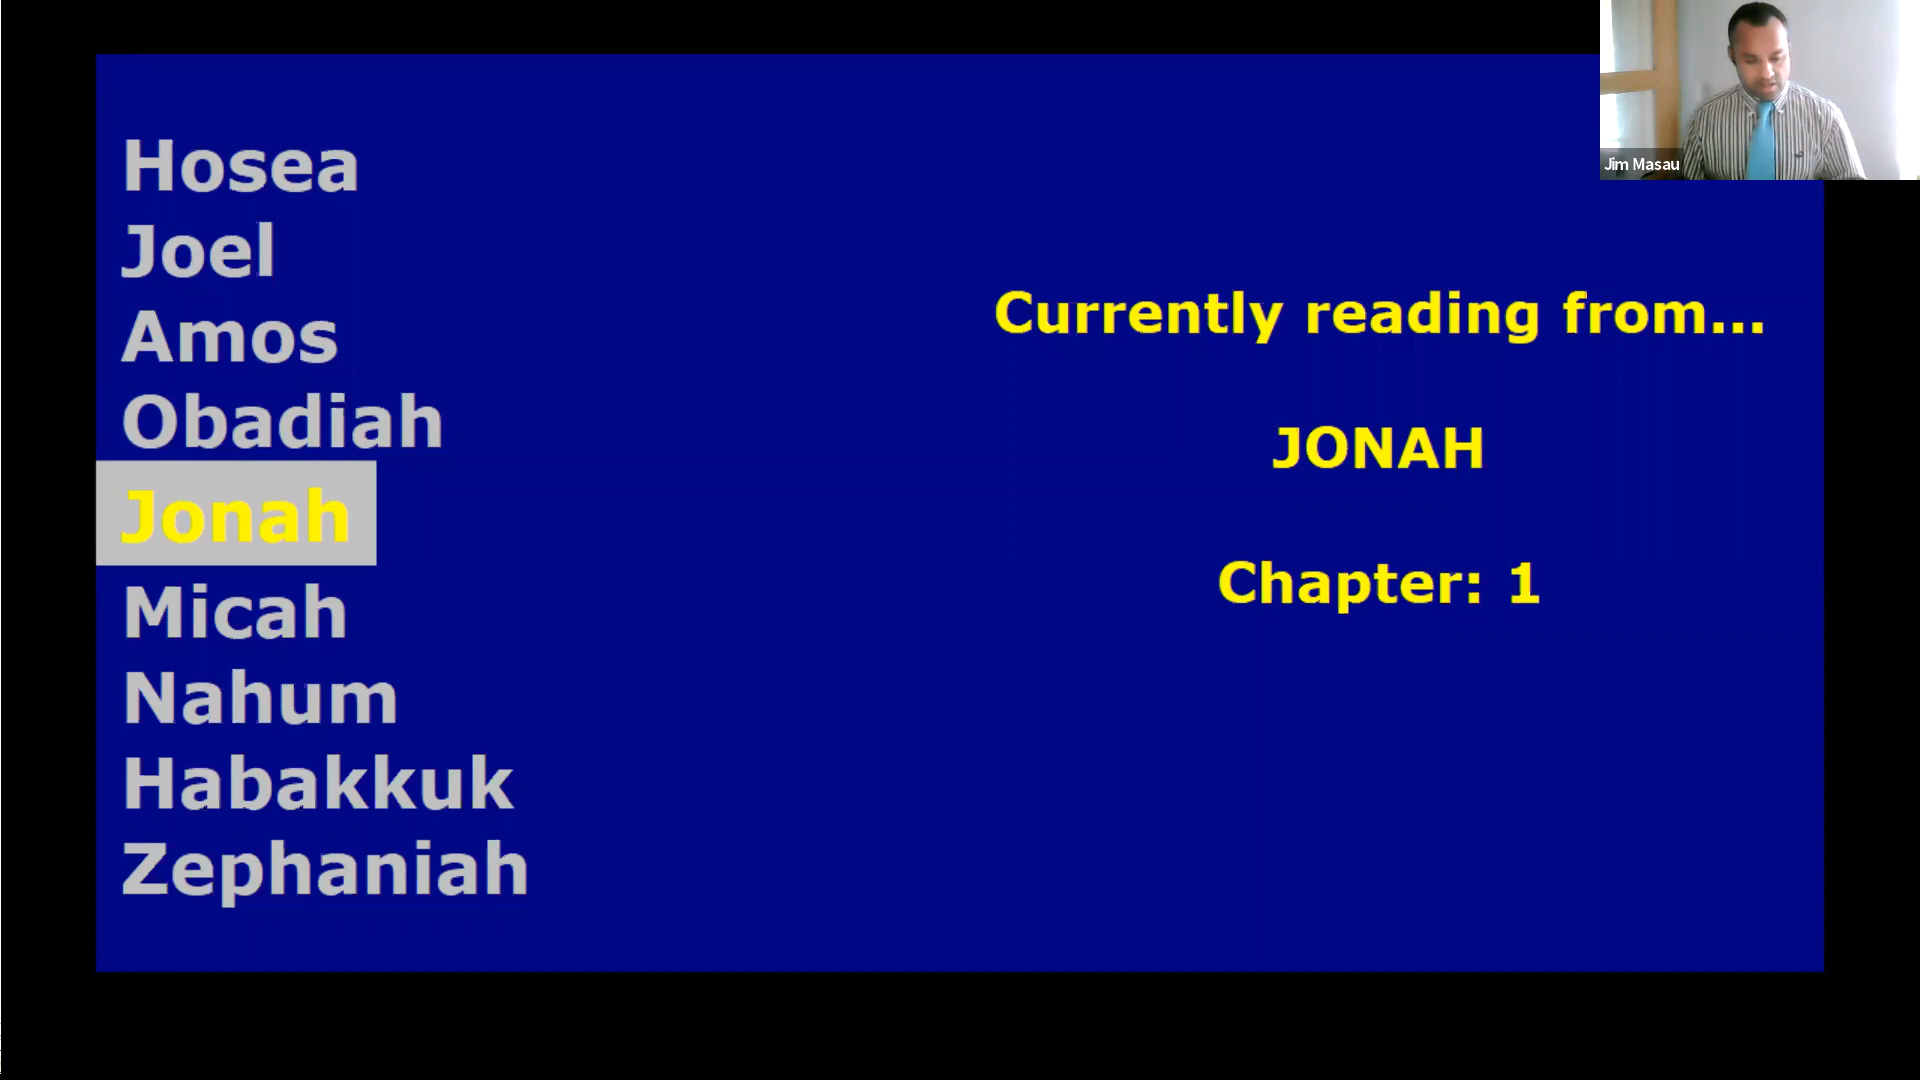 Hosea
Joel
Amos
Obadiah
Jonah
Micah
Nahum
Habakkuk
Zephaniah
Currently reading from...
JONAH
Chapter: 1
Jim Masau